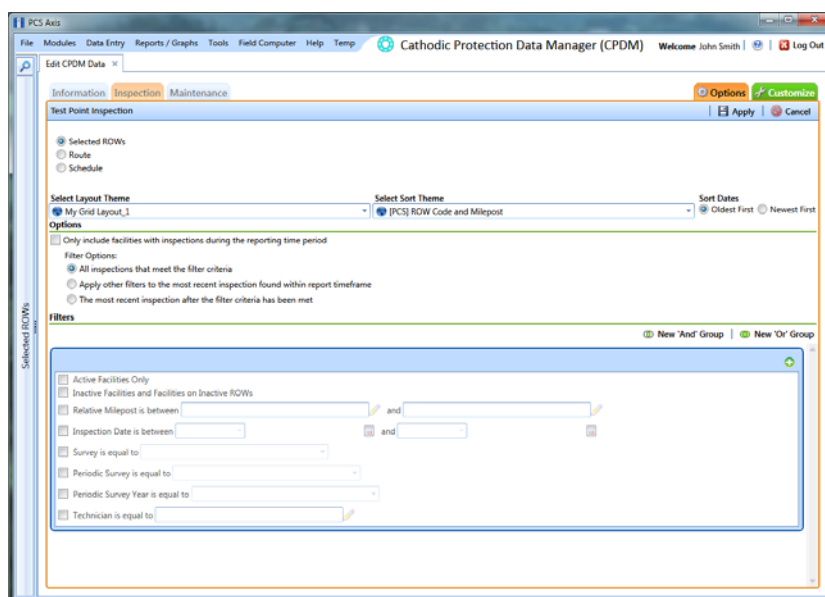 PCS Axis
File Modules Data Entry Reports / Graphs Tools Field Computer Help Temp Cathodic Protection Data Manager (CPDM) Welcome John Smith | | Log Out
Edit CPDM Data ×
Information Inspection Maintenance Options Customize
Test Point Inspection | Apply | Cancel
Selected ROWs
Route
Schedule
Select Layout Theme Select Sort Theme Sort Dates
My Grid Layout_1 [PCS] ROW Code and Milepost Oldest First Newest First
Options
Only include facilities with inspections during the reporting time period
Filter Options:
All inspections that meet the filter criteria
Apply other filters to the most recent inspection found within report timeframe
The most recent inspection after the filter criteria has been met
Selected ROWs
Filters
New 'And' Group | New 'Or' Group
Active Facilities Only
Inactive Facilities and Facilities on Inactive ROWs
Relative Milepost is between and
Inspection Date is between and
Survey is equal to
Periodic Survey is equal to
Periodic Survey Year is equal to
Technician is equal to